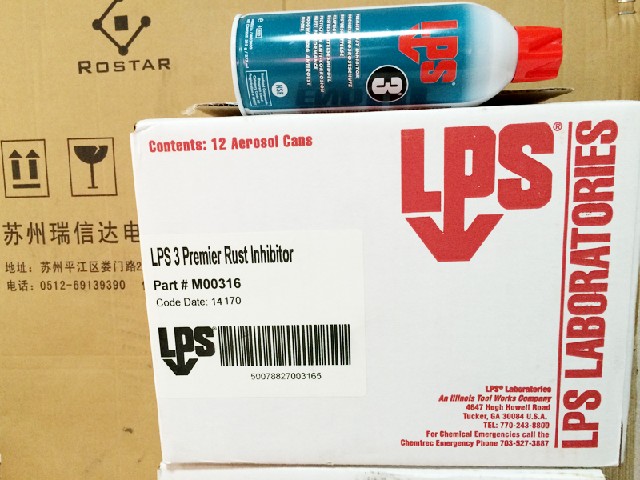 ROSTAR
苏州瑞信达电
地址: 苏州平江区娄门路2
电话: 0512-69139390
LPS
3
NSF
Contents: 12 Aerosol Cans
LPS®
LPS LABORATORIES
LPS 3 Premier Rust Inhibitor
Part # M00316
Code Date: 14170
LPS
50078827003165
LPS® Laboratories
An Illinois Tool Works Company
4647 Hugh Howell Road
Tucker, GA 30084 U.S.A.
TEL: 770-243-8800
For Chemical Emergencies call the
Chemtrec Emergency Phone 703-527-3887